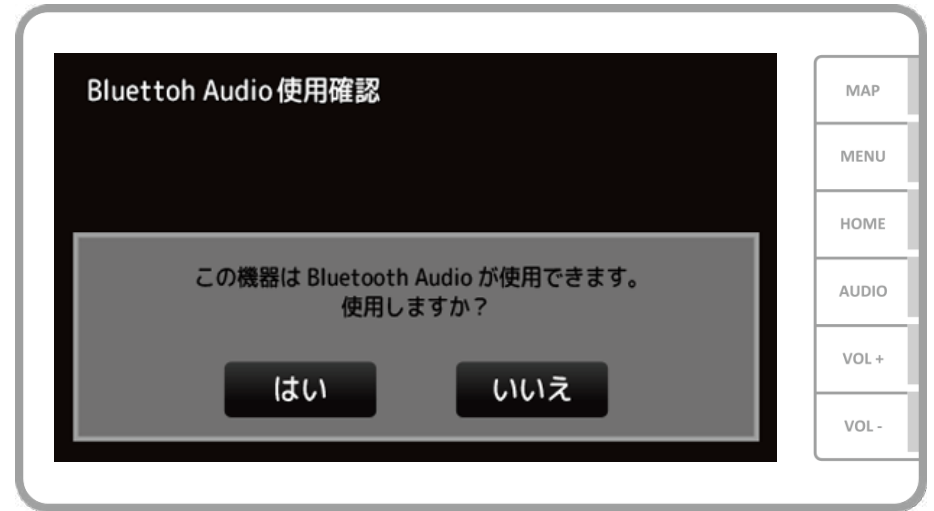 Bluettoh Audio使用確認
この機器は Bluetooth Audio が使用できます。
使用しますか？
はい
いいえ
MAP
MENU
HOME
AUDIO
VOL +
VOL -